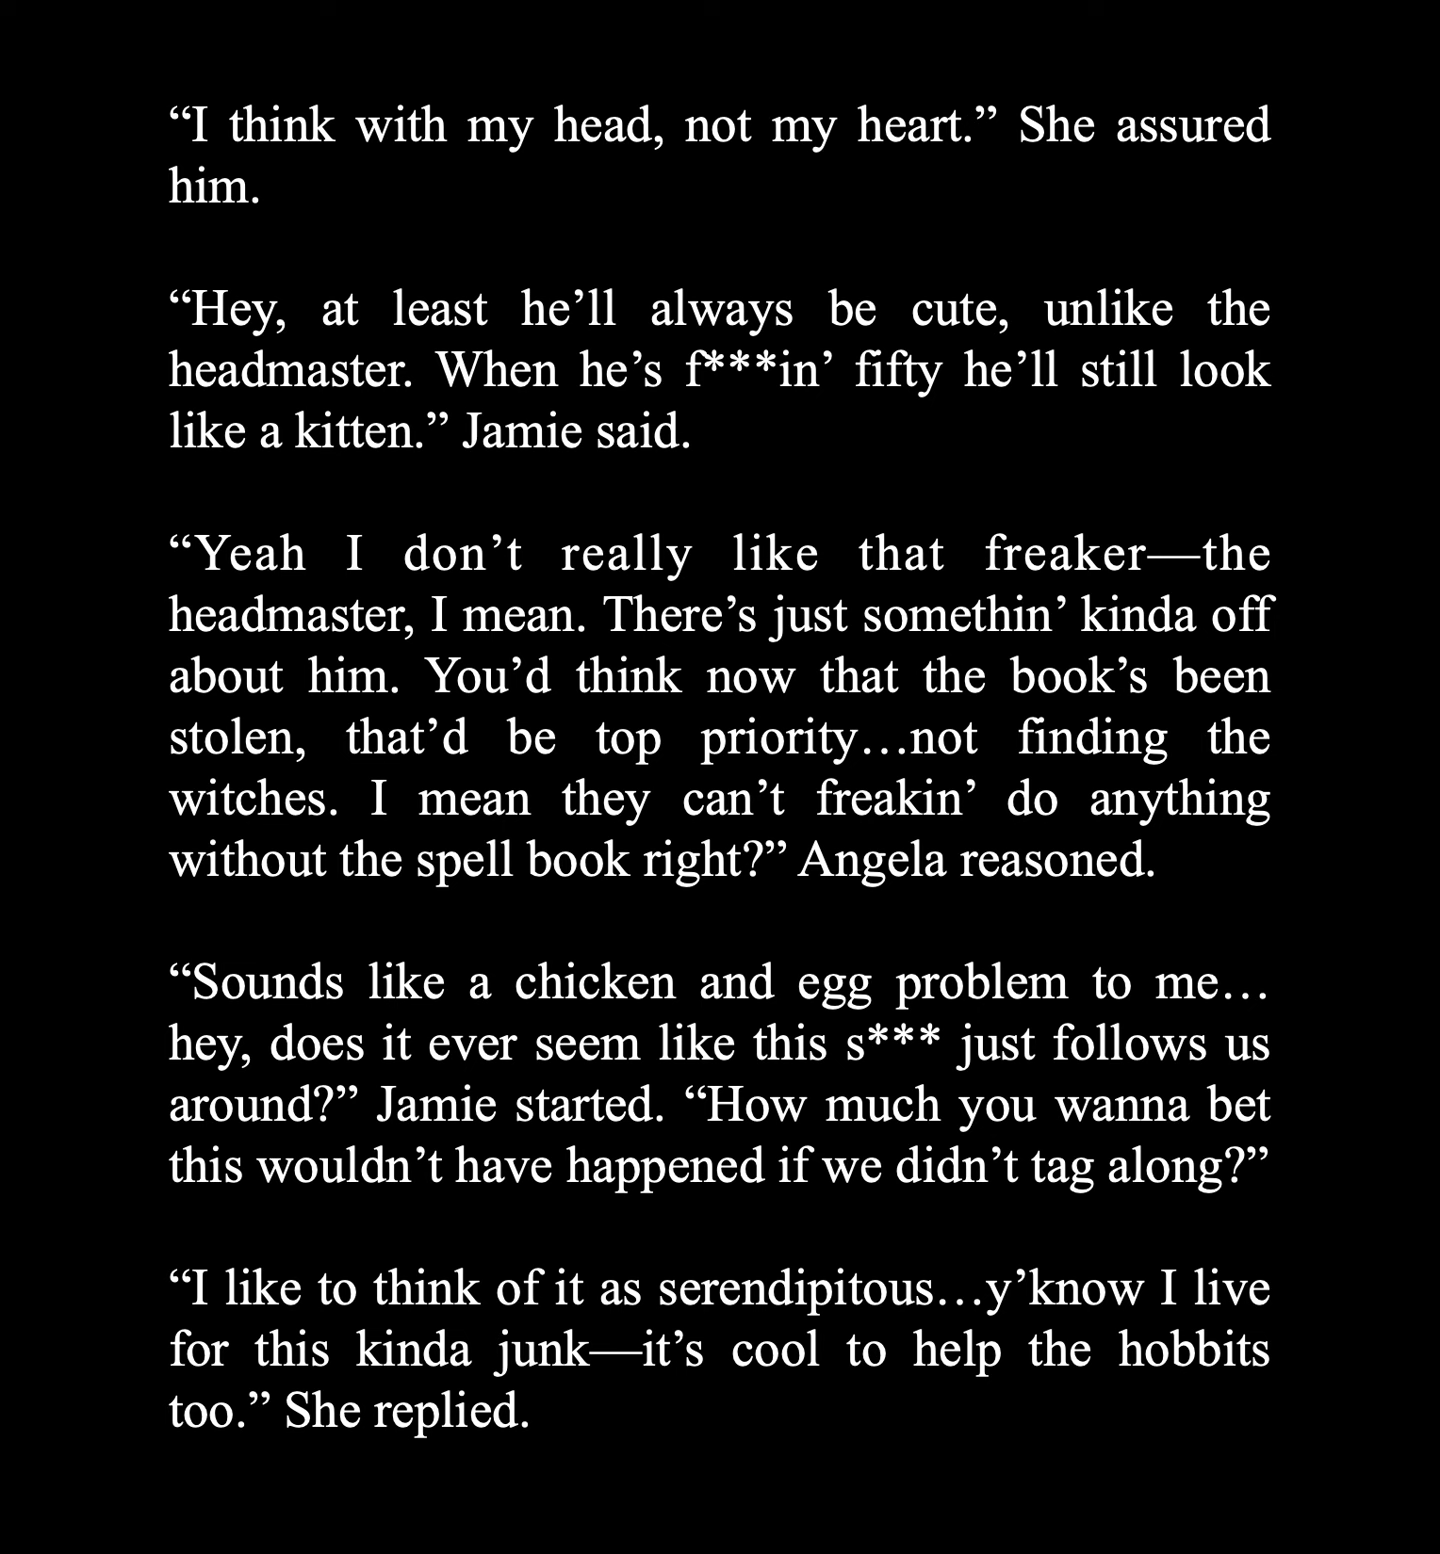 “I think with my head, not my heart.” She assured
him.
“Hey, at least he’ll always be cute, unlike the
headmaster. When he’s f***in’ fifty he’ll still look
like a kitten.” Jamie said.
“Yeah I don’t really like that freaker—the
headmaster, I mean. There’s just somethin’ kinda off
about him. You’d think now that the book’s been
stolen, that’d be top priority…not finding the
witches. I mean they can’t freakin’ do anything
without the spell book right?” Angela reasoned.
“Sounds like a chicken and egg problem to me…
hey, does it ever seem like this s*** just follows us
around?” Jamie started. “How much you wanna bet
this wouldn’t have happened if we didn’t tag along?”
“I like to think of it as serendipitous…y’know I live
for this kinda junk—it’s cool to help the hobbits
too.” She replied.